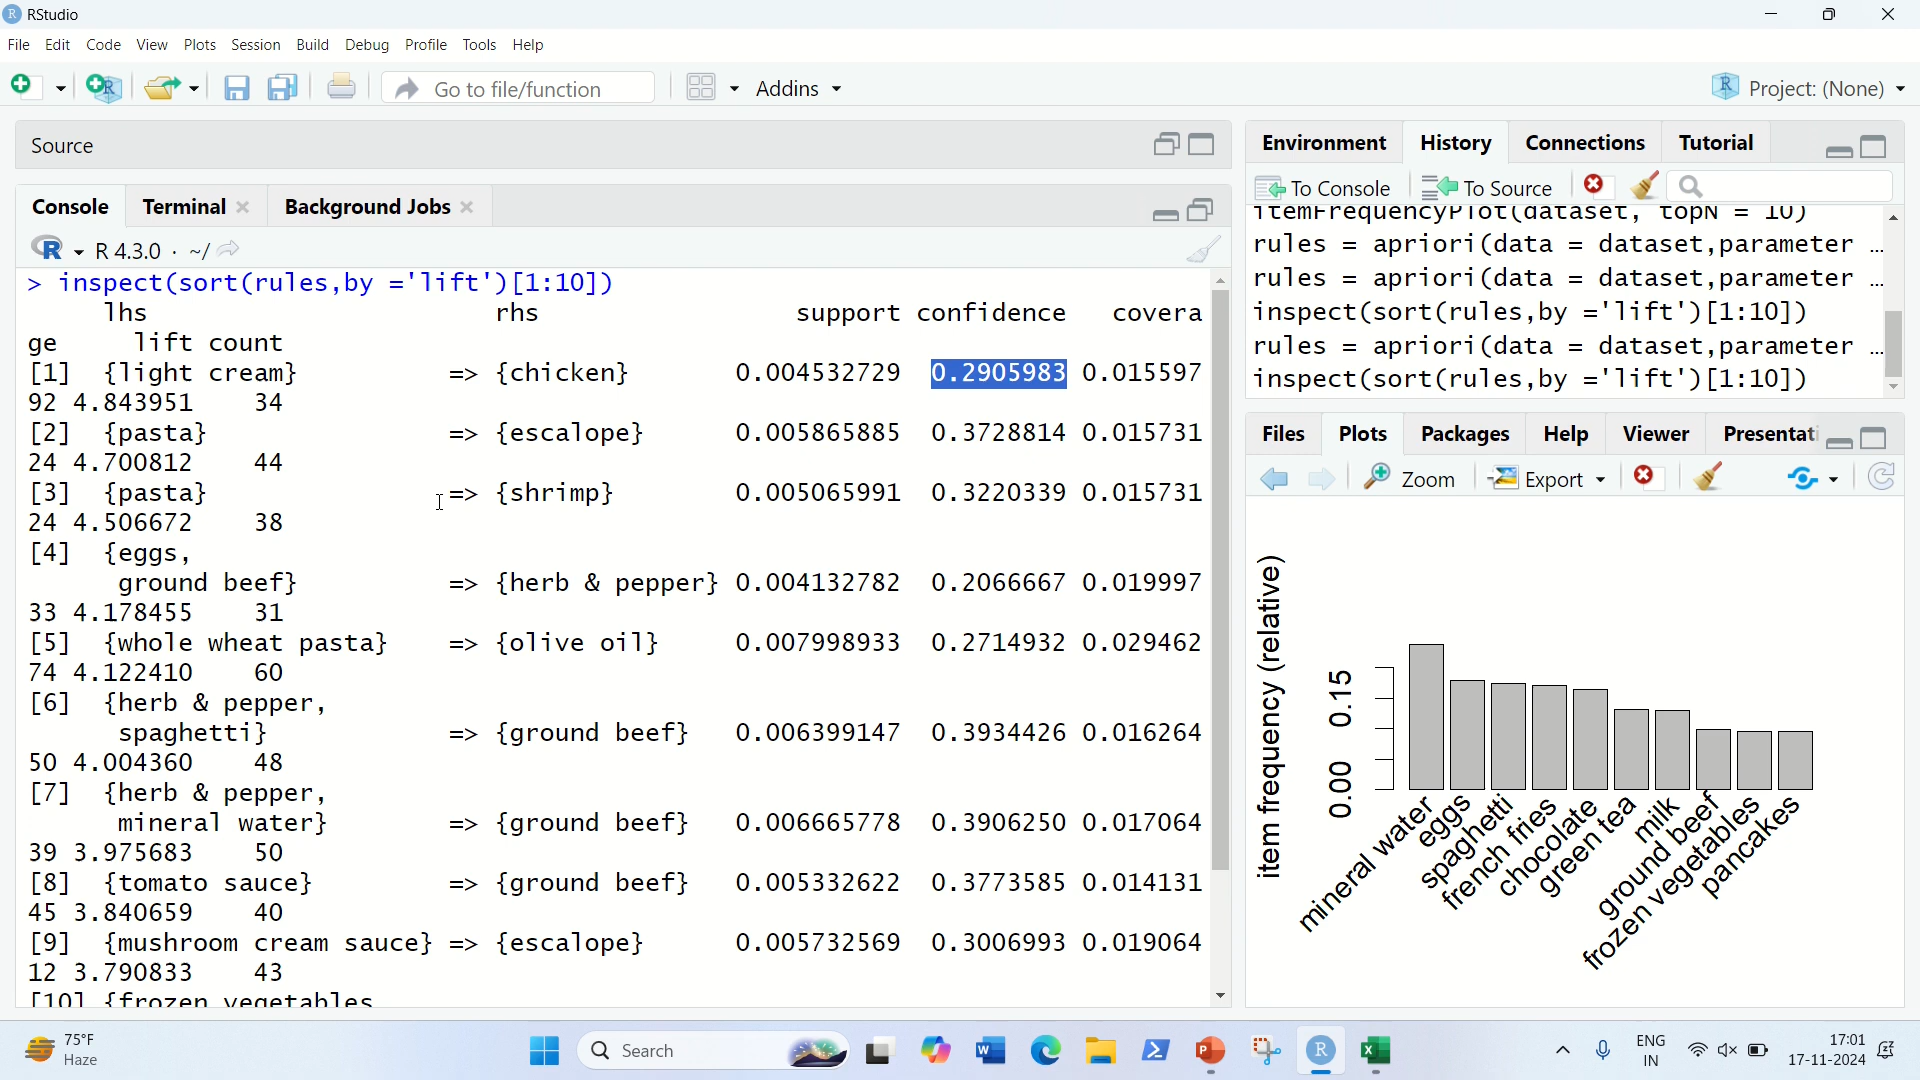 RStudio
File Edit Code View Plots Session Build Debug Profile Tools Help
Go to file/function Addins Project: (None)
Source
Console Terminal Background Jobs
R 4.3.0 · ~/
> inspect(sort(rules,by ='lift')[1:10])
lhs rhs support confidence covera
ge lift count
[1] {light cream} => {chicken} 0.004532729 0.2905983 0.015597
92 4.843951 34
[2] {pasta} => {escalope} 0.005865885 0.3728814 0.015731
24 4.700812 44
[3] {pasta} => {shrimp} 0.005065991 0.3220339 0.015731
24 4.506672 38
[4] {eggs,
ground beef} => {herb & pepper} 0.004132782 0.2066667 0.019997
33 4.178455 31
[5] {whole wheat pasta} => {olive oil} 0.007998933 0.2714932 0.029462
74 4.122410 60
[6] {herb & pepper,
spaghetti} => {ground beef} 0.006399147 0.3934426 0.016264
50 4.004360 48
[7] {herb & pepper,
mineral water} => {ground beef} 0.006665778 0.3906250 0.017064
39 3.975683 50
[8] {tomato sauce} => {ground beef} 0.005332622 0.3773585 0.014131
45 3.840659 40
[9] {mushroom cream sauce} => {escalope} 0.005732569 0.3006993 0.019064
12 3.790833 43
[10] {frozen vegetables
Environment History Connections Tutorial
To Console To Source
itemFrequencyPlot(dataset, topN = 10)
rules = apriori(data = dataset,parameter …
rules = apriori(data = dataset,parameter …
inspect(sort(rules,by ='lift')[1:10])
rules = apriori(data = dataset,parameter …
inspect(sort(rules,by ='lift')[1:10])
Files Plots Packages Help Viewer Presentati
Zoom Export
item frequency (relative)
0.15
0.00
mineral water
eggs
spaghetti
french fries
chocolate
green tea
milk
ground beef
frozen vegetables
pancakes
75°F
Haze
Search
ENG
IN
17:01
17-11-2024